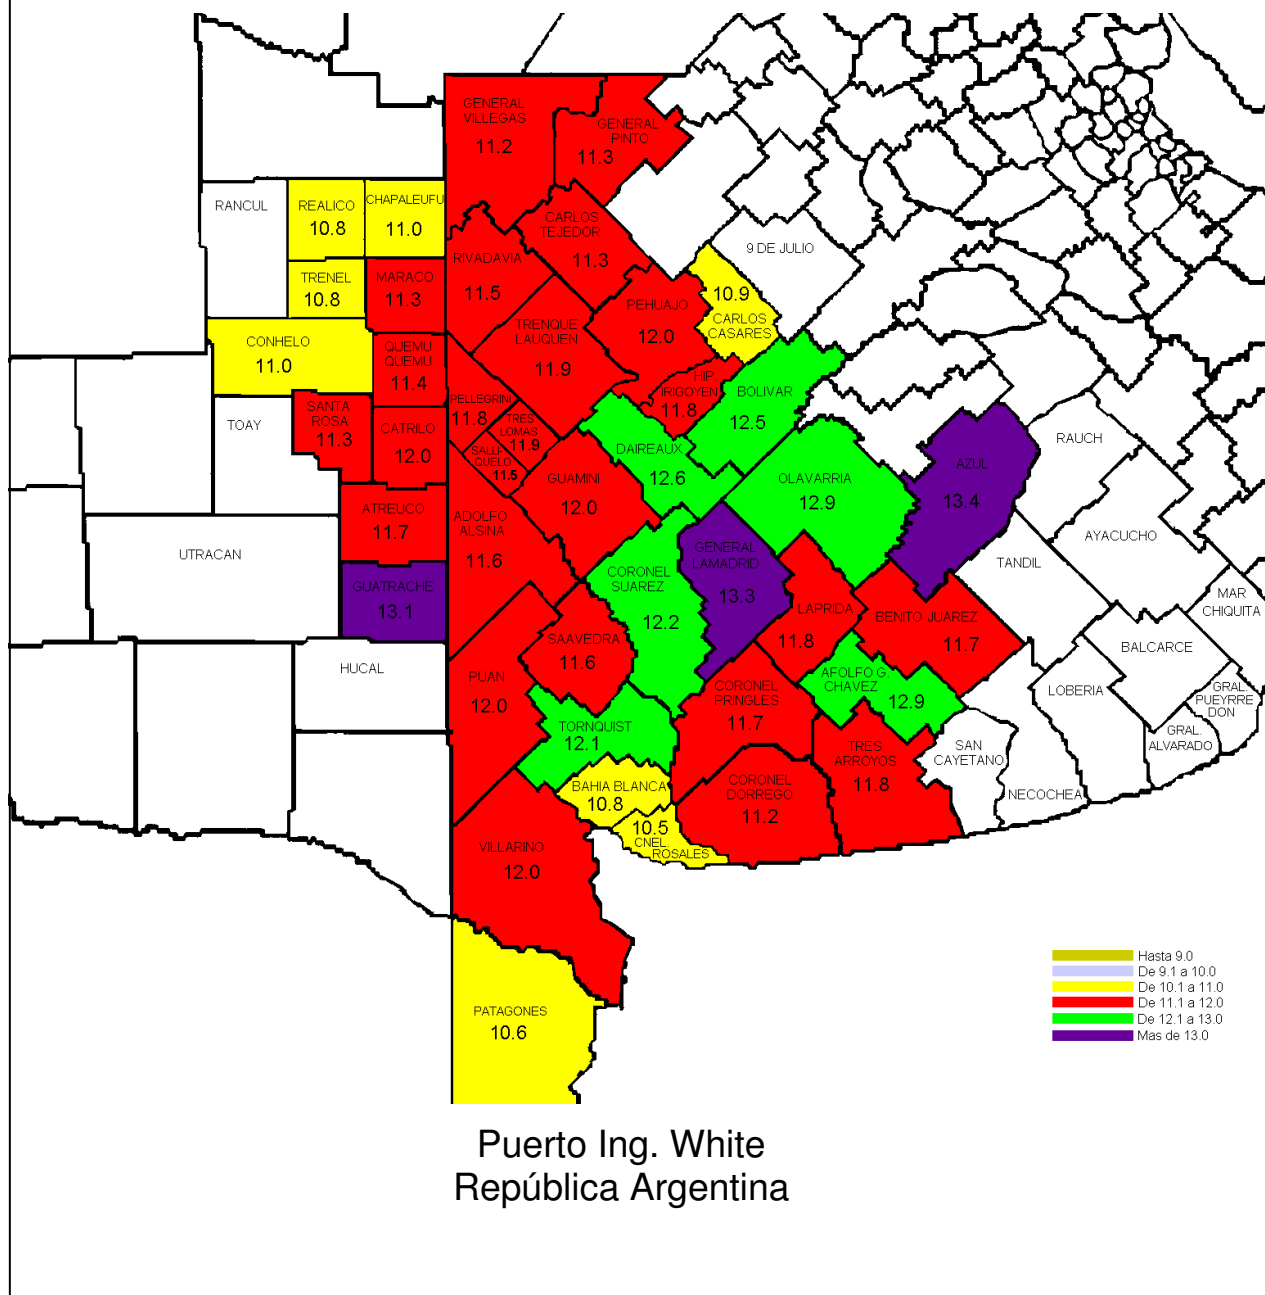 GENERAL
VILLEGAS
11.2
GENERAL
PINTO
11.3
RANCUL
REALICO
10.8
CHAPALEUFU
11.0
CARLOS
TEJEDOR
11.3
9 DE JULIO
RIVADAVIA
11.5
TRENEL
10.8
MARACO
11.3
PEHUAJO
12.0
10.9
CARLOS
CASARES
TRENQUE
LAUQUEN
11.9
CONHELO
11.0
QUEMU
QUEMU
11.4
HIP.
IRIGOYEN
11.8
BOLIVAR
12.5
PELLEGRINI
11.8
TRES
LOMAS
11.9
SANTA
ROSA
11.3
TOAY
CATRILO
12.0
SALLI-
QUELO
11.5
DAIREAUX
12.6
RAUCH
AZUL
13.4
OLAVARRIA
12.9
GUAMINI
12.0
ATREUCO
11.7
ADOLFO
ALSINA
11.6
AYACUCHO
UTRACAN
GENERAL
LAMADRID
13.3
TANDIL
CORONEL
SUAREZ
12.2
GUATRACHE
13.1
MAR
CHIQUITA
LAPRIDA
11.8
BENITO JUAREZ
11.7
SAAVEDRA
11.6
BALCARCE
HUCAL
PUAN
12.0
AFOLFO G.
CHAVEZ
12.9
CORONEL
PRINGLES
11.7
LOBERIA
GRAL.
PUEYRRE
DON
TORNQUIST
12.1
GRAL.
ALVARADO
TRES
ARROYOS
11.8
SAN
CAYETANO
BAHIA BLANCA
10.8
CORONEL
DORREGO
11.2
NECOCHEA
10.5
CNEL.
ROSALES
VILLARINO
12.0
Hasta 9.0
De 9.1 a 10.0
De 10.1 a 11.0
De 11.1 a 12.0
De 12.1 a 13.0
Mas de 13.0
PATAGONES
10.6
Puerto Ing. White
República Argentina